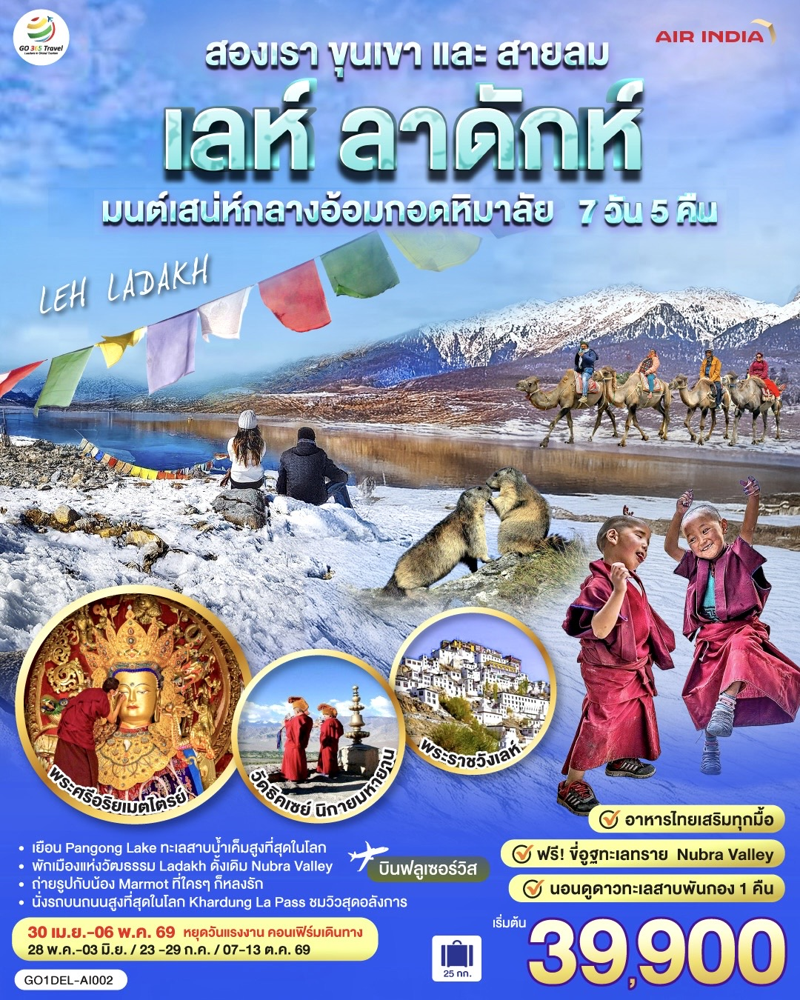 GO 365 Travel
Leaders in Global Tourism
AIR INDIA
สองเรา ขุนเขา และ สายลม
เลห์ ลาดักห์
มนต์เสน่ห์กลางอ้อมกอดหิมาลัย 7 วัน 5 คืน
LEH LADAKH
พระศรีอริยเมตไตรย์
วัดธิคเซย์ นิกายมหายาน
พระราชวังเลห์
อาหารไทยเสริมทุกมื้อ
ฟรี! ขี่อูฐทะเลทราย Nubra Valley
นอนดูดาวทะเลสาบพันกอง 1 คืน
• เยือน Pangong Lake ทะเลสาบน้ำเค็มสูงที่สุดในโลก
• พักเมืองแห่งวัฒธรรม Ladakh ดั้งเดิม Nubra Valley
• ถ่ายรูปกับน้อง Marmot ที่ใครๆ ก็หลงรัก
• นั่งรถบนถนนสูงที่สุดในโลก Khardung La Pass ชมวิวสุดอลังการ
บินฟลูเซอร์วิส
30 เม.ย.-06 พ.ค. 69 หยุดวันแรงงาน คอนเฟิร์มเดินทาง
28 พ.ค.-03 มิ.ย. / 23 -29 ก.ค. / 07-13 ต.ค. 69
GO1DEL-AI002
25 กก.
เริ่มต้น
39,900